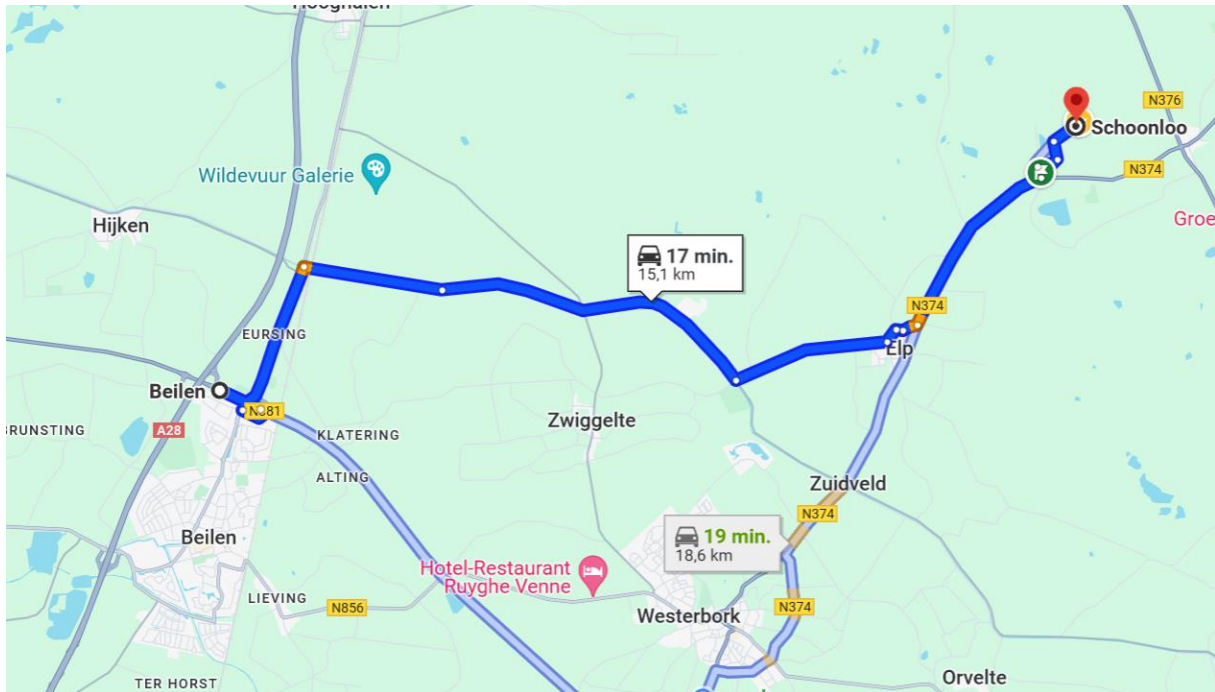 Hooghalen
N376
Schoonloo
N374
Wildevuur Galerie
Hijken
Groe
17 min.
15,1 km
N374
EURSING
Elp
Beilen
N381
BRUNSTING
A28
KLATERING
Zwiggelte
ALTING
Zuidveld
N374
19 min.
18,6 km
Beilen
Hotel-Restaurant
Ruyghe Venne
LIEVING
N856
Westerbork
N374
TER HORST
Orvelte